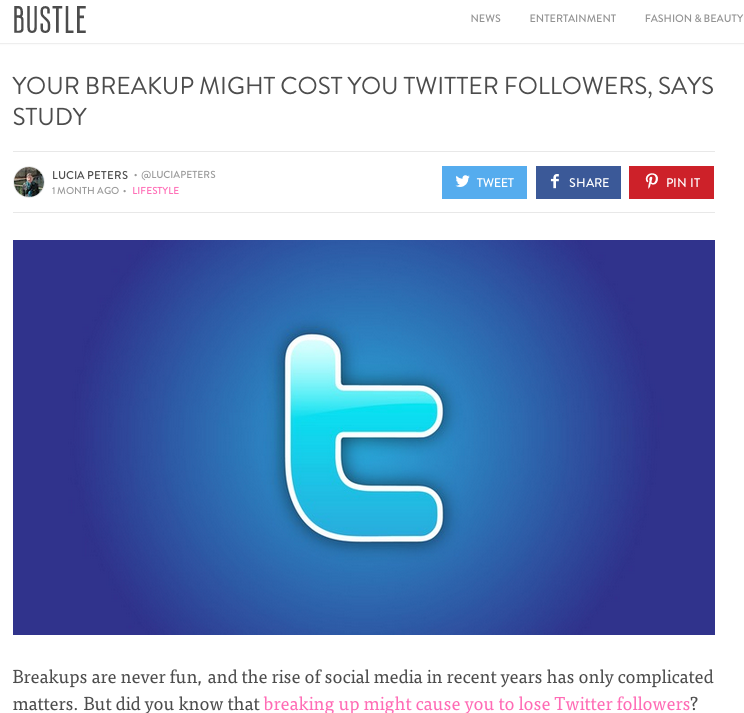 BUSTLE
NEWS ENTERTAINMENT FASHION & BEAUTY
YOUR BREAKUP MIGHT COST YOU TWITTER FOLLOWERS, SAYS
STUDY
LUCIA PETERS • @LUCIAPETERS
1 MONTH AGO • LIFESTYLE
TWEET SHARE PIN IT
t
Breakups are never fun, and the rise of social media in recent years has only complicated
matters. But did you know that breaking up might cause you to lose Twitter followers?